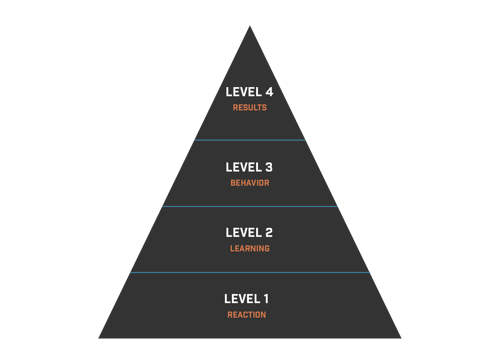 LEVEL 4
RESULTS
LEVEL 3
BEHAVIOR
LEVEL 2
LEARNING
LEVEL 1
REACTION